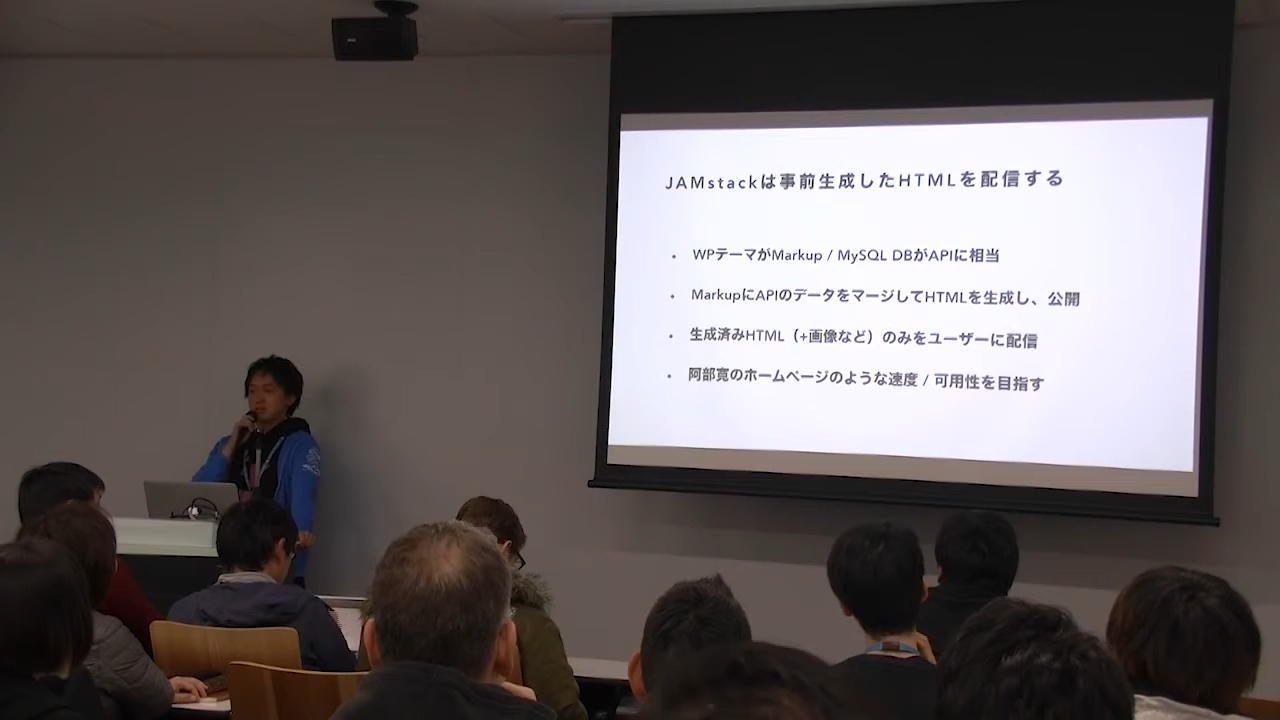 JAMstackは事前生成したHTMLを配信する
• WPテーマがMarkup / MySQL DBがAPIに相当
• MarkupにAPIのデータをマージしてHTMLを生成し、公開
• 生成済みHTML（+画像など）のみをユーザーに配信
• 阿部寛のホームページのような速度 / 可用性を目指す